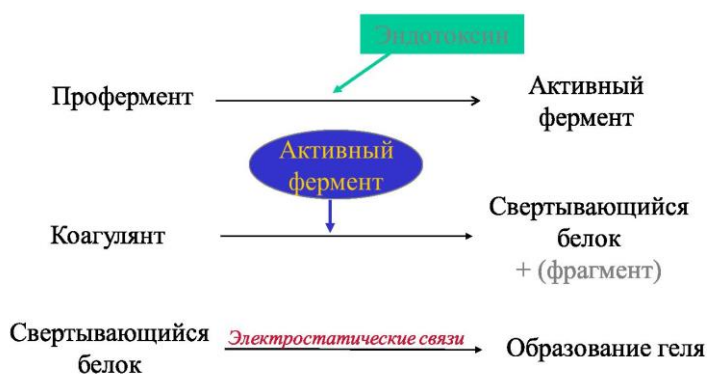 Эндотоксин
Профермент
Активный
фермент
Активный
фермент
Коагулянт
Свертывающийся
белок
+ (фрагмент)
Свертывающийся
белок
Электростатические связи
Образование геля